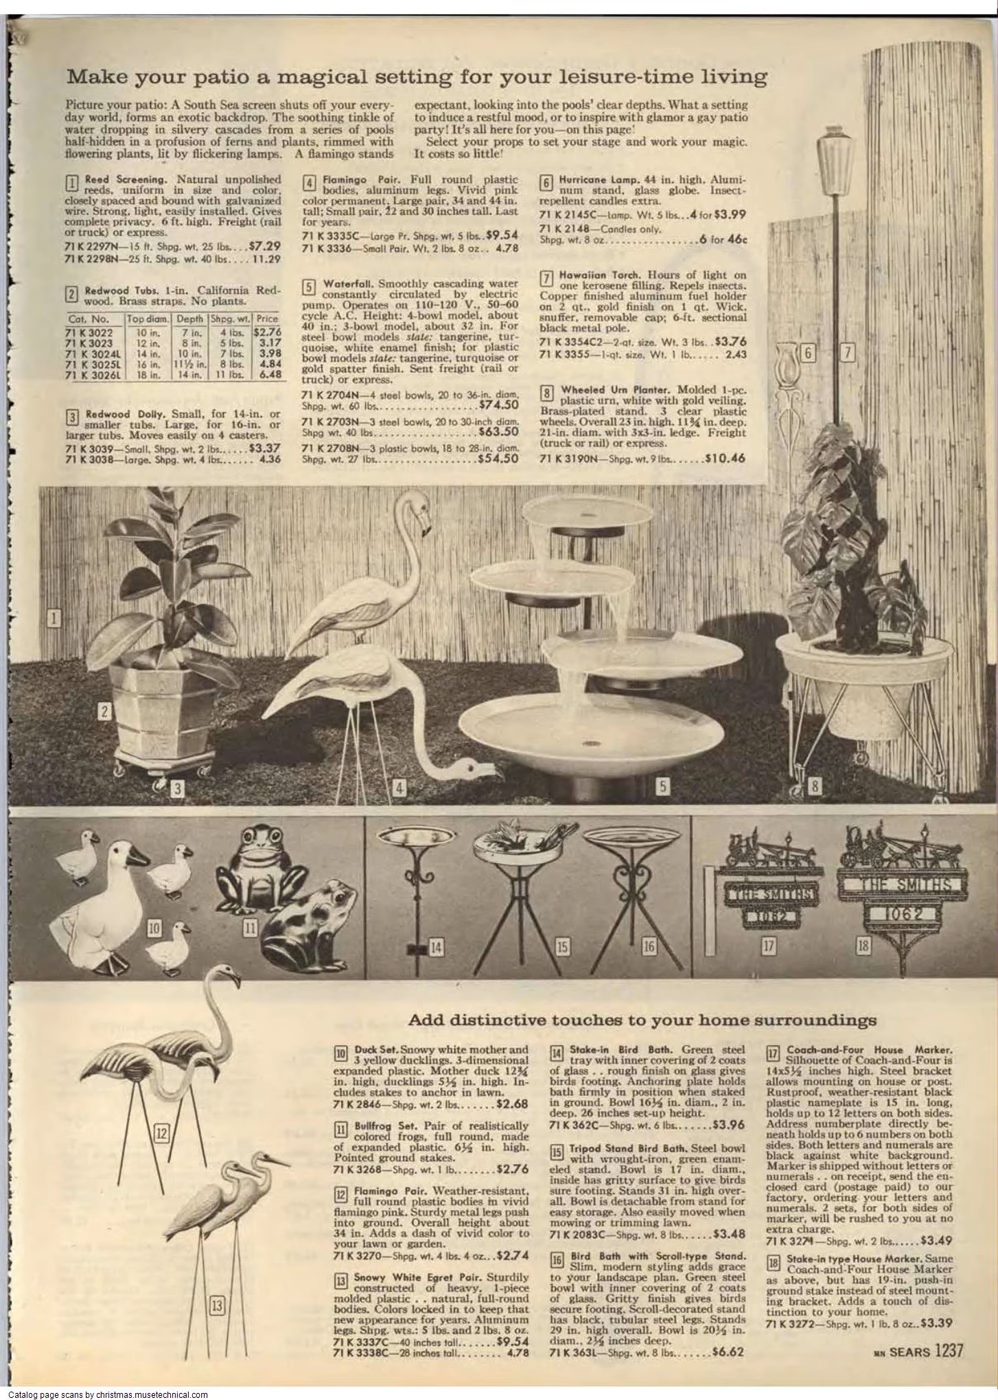 Make your patio a magical setting for your leisure-time living
Picture your patio: A South Sea screen shuts off your every-
day world, forms an exotic backdrop. The soothing tinkle of
water dropping in silvery cascades from a series of pools
half-hidden in a profusion of ferns and plants, rimmed with
flowering plants, lit by flickering lamps. A flamingo stands
expectant, looking into the pools' clear depths. What a setting
to induce a restful mood, or to inspire with glamor a gay patio
party! It's all here for you—on this page!
Select your props to set your stage and work your magic.
It costs so little!
1 Reed Screening. Natural unpolished
reeds, uniform in size and color,
closely spaced and bound with galvanized
wire. Strong, light, easily installed. Gives
complete privacy. 6 ft. high. Freight (rail
or truck) or express.
71 K 2297N—15 ft. Shpg. wt. 25 lbs....$7.29
71 K 2298N—25 ft. Shpg. wt. 40 lbs.... 11.29
2 Redwood Tubs. 1-in. California Red-
wood. Brass straps. No plants.
Cat. No. Top diam. Depth Shpg. wt. Price
71 K 3022 10 in. 7 in. 4 lbs. $2.76
71 K 3023 12 in. 8 in. 5 lbs. 3.17
71 K 3024L 14 in. 10 in. 7 lbs. 3.98
71 K 3025L 16 in. 11½ in. 8 lbs. 4.84
71 K 3026L 18 in. 14 in. 11 lbs. 6.48
3 Redwood Dolly. Small, for 14-in. or
smaller tubs. Large, for 16-in. or
larger tubs. Moves easily on 4 casters.
71 K 3039—Small. Shpg. wt. 2 lbs.....$3.37
71 K 3038—Large. Shpg. wt. 4 lbs...... 4.36
4 Flamingo Pair. Full round plastic
bodies, aluminum legs. Vivid pink
color permanent. Large pair, 34 and 44 in.
tall; Small pair, 22 and 30 inches tall. Last
for years.
71 K 3335C—Large Pr. Shpg. wt. 5 lbs..$9.54
71 K 3336—Small Pair. Wt. 2 lbs. 8 oz.. 4.78
5 Waterfall. Smoothly cascading water
constantly circulated by electric
pump. Operates on 110-120 V., 50-60
cycle A.C. Height: 4-bowl model, about
40 in.; 3-bowl model, about 32 in. For
steel bowl models state: tangerine, tur-
quoise, white enamel finish; for plastic
bowl models state: tangerine, turquoise or
gold spatter finish. Sent freight (rail or
truck) or express.
71 K 2704N—4 steel bowls, 20 to 36-in. diam.
Shpg. wt. 60 lbs...................$74.50
71 K 2703N—3 steel bowls, 20 to 30-inch diam.
Shpg wt. 40 lbs...................$63.50
71 K 2708N—3 plastic bowls, 18 to 28-in. diam.
Shpg. wt. 27 lbs...................$54.50
6 Hurricane Lamp. 44 in. high. Alumi-
num stand, glass globe. Insect-
repellent candles extra.
71 K 2145C—Lamp. Wt. 5 lbs...4 for $3.99
71 K 2148—Candles only.
Shpg. wt. 8 oz.................6 for 46c
7 Hawaiian Torch. Hours of light on
one kerosene filling. Repels insects.
Copper finished aluminum fuel holder
on 2 qt., gold finish on 1 qt. Wick,
snuffer, removable cap; 6-ft. sectional
black metal pole.
71 K 3354C2—2-qt. size. Wt. 3 lbs..$3.76
71 K 3355—1-qt. size. Wt. 1 lb...... 2.43
8 Wheeled Urn Planter. Molded 1-pc.
plastic urn, white with gold veiling.
Brass-plated stand. 3 clear plastic
wheels. Overall 23 in. high. 11¾ in. deep.
21-in. diam. with 3x3-in. ledge. Freight
(truck or rail) or express.
71 K 3190N—Shpg. wt. 9 lbs.......$10.46
6
7
1
2
3
4
5
8
10
11
14
15
16
THE SMITHS
1062
17
THE SMITHS
1062
18
12
13
Add distinctive touches to your home surroundings
10 Duck Set. Snowy white mother and
3 yellow ducklings. 3-dimensional
expanded plastic. Mother duck 12¾
in. high, ducklings 5½ in. high. In-
cludes stakes to anchor in lawn.
71 K 2846—Shpg. wt. 2 lbs.......$2.68
11 Bullfrog Set. Pair of realistically
colored frogs, full round, made
of expanded plastic. 6½ in. high.
Pointed ground stakes.
71 K 3268—Shpg. wt. 1 lb........$2.76
12 Flamingo Pair. Weather-resistant,
full round plastic bodies in vivid
flamingo pink. Sturdy metal legs push
into ground. Overall height about
34 in. Adds a dash of vivid color to
your lawn or garden.
71 K 3270—Shpg. wt. 4 lbs. 4 oz...$2.74
13 Snowy White Egret Pair. Sturdily
constructed of heavy, 1-piece
molded plastic . . natural, full-round
bodies. Colors locked in to keep that
new appearance for years. Aluminum
legs. Shpg. wts.: 5 lbs. and 2 lbs. 8 oz.
71 K 3337C—40 inches tall.......$9.54
71 K 3338C—28 inches tall........ 4.78
14 Stake-in Bird Bath. Green steel
tray with inner covering of 2 coats
of glass . . rough finish on glass gives
birds footing. Anchoring plate holds
bath firmly in position when staked
in ground. Bowl 16½ in. diam., 2 in.
deep. 26 inches set-up height.
71 K 362C—Shpg. wt. 6 lbs.......$3.96
15 Tripod Stand Bird Bath. Steel bowl
with wrought-iron, green enam-
eled stand. Bowl is 17 in. diam.,
inside has gritty surface to give birds
sure footing. Stands 31 in. high over-
all. Bowl is detachable from stand for
easy storage. Also easily moved when
mowing or trimming lawn.
71 K 2083C—Shpg. wt. 8 lbs......$3.48
16 Bird Bath with Scroll-type Stand.
Slim, modern styling adds grace
to your landscape plan. Green steel
bowl with inner covering of 2 coats
of glass. Gritty finish gives birds
secure footing. Scroll-decorated stand
has black, tubular steel legs. Stands
29 in. high overall. Bowl is 20½ in.
diam., 2½ inches deep.
71 K 363L—Shpg. wt. 8 lbs.......$6.62
17 Coach-and-Four House Marker.
Silhouette of Coach-and-Four is
14x5½ inches high. Steel bracket
allows mounting on house or post.
Rustproof, weather-resistant black
plastic nameplate is 15 in. long,
holds up to 12 letters on both sides.
Address numberplate directly be-
neath holds up to 6 numbers on both
sides. Both letters and numerals are
black against white background.
Marker is shipped without letters or
numerals . . on receipt, send the en-
closed card (postage paid) to our
factory, ordering your letters and
numerals. 2 sets, for both sides of
marker, will be rushed to you at no
extra charge.
71 K 3271—Shpg. wt. 2 lbs.....$3.49
18 Stake-in type House Marker. Same
Coach-and-Four House Marker
as above, but has 19-in. push-in
ground stake instead of steel mount-
ing bracket. Adds a touch of dis-
tinction to your home.
71 K 3272—Shpg. wt. 1 lb. 8 oz..$3.39
MN SEARS 1237
Catalog page scans by christmas.musetechnical.com